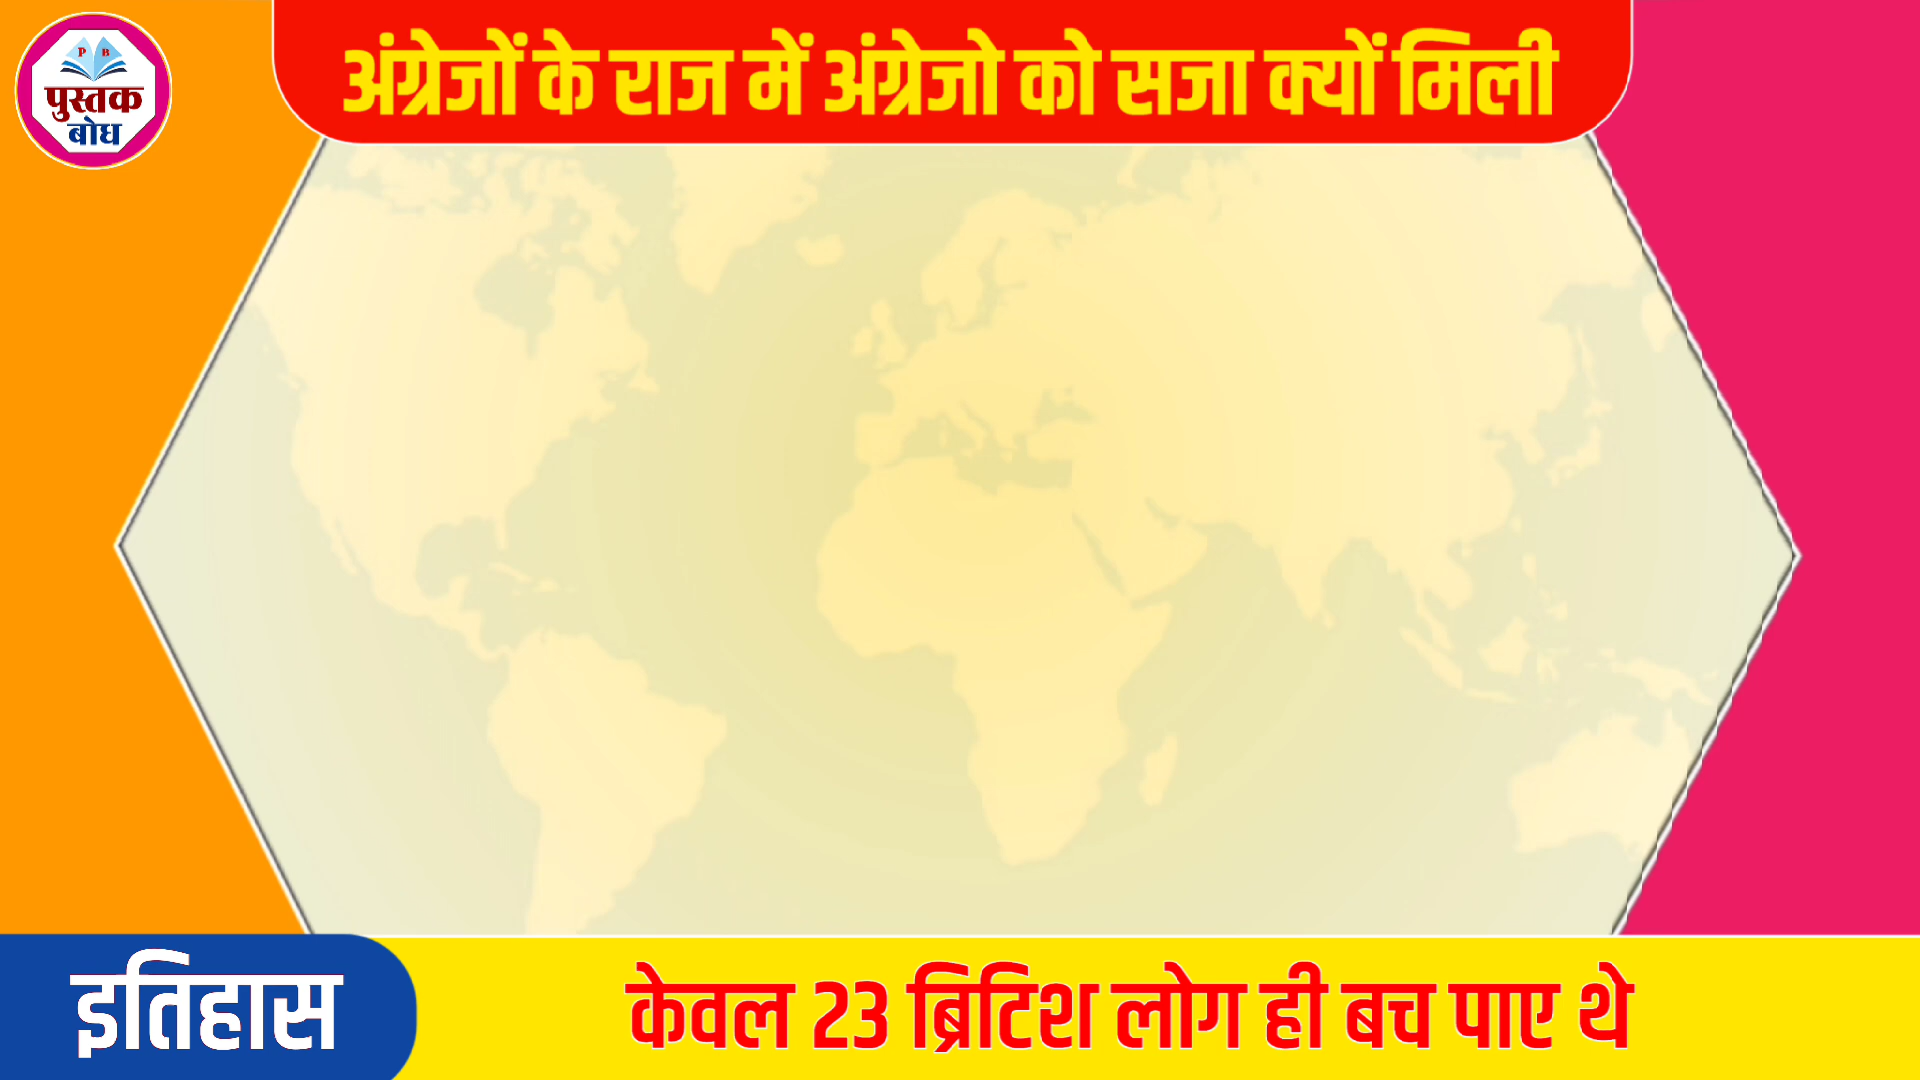 अंग्रेजों के राज में अंग्रेजो को सजा क्यों मिली
P B
पुस्तक
बोध
इतिहास
केवल 23 ब्रिटिश लोग ही बच पाए थे